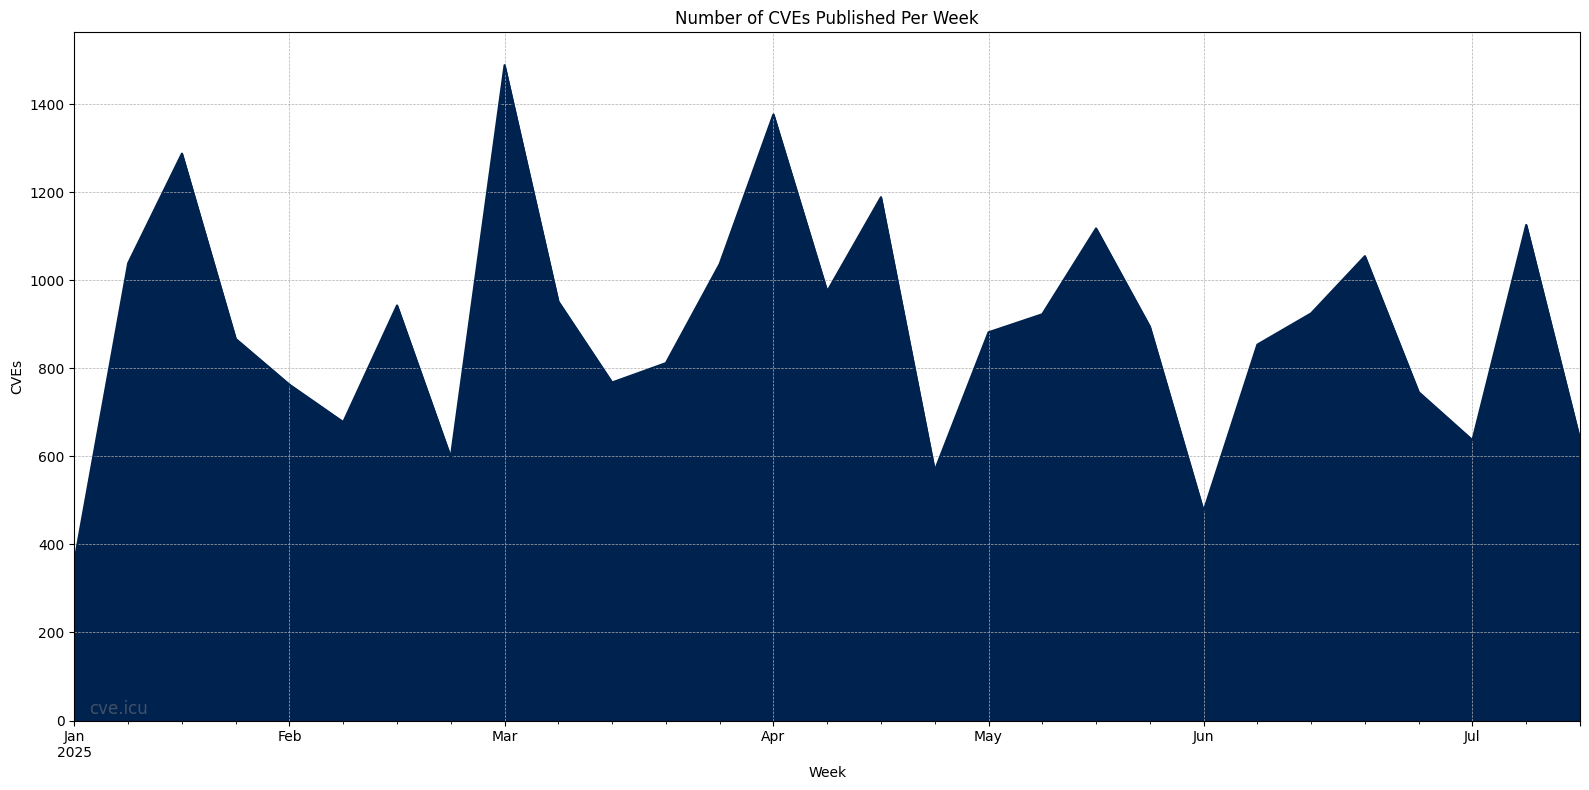 Number of CVEs Published Per Week
CVEs
1400
1200
1000
800
600
400
200
0
cve.icu
Jan Feb Mar Apr May Jun Jul
2025
Week